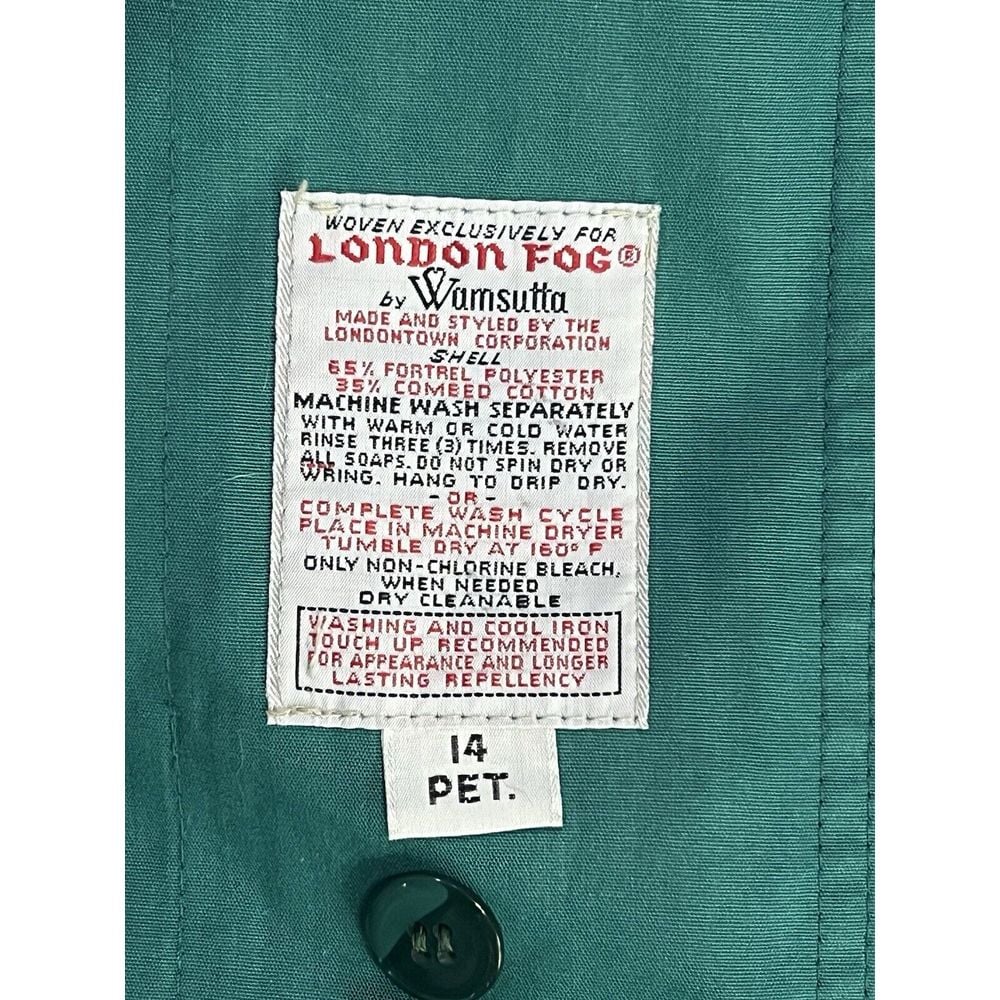 WOVEN EXCLUSIVELY FOR
LONDON FOG®
by Wamsutta
MADE AND STYLED BY THE
LONDONTOWN CORPORATION
SHELL
65% FORTREL POLYESTER
35% COMBED COTTON
MACHINE WASH SEPARATELY
WITH WARM OR COLD WATER
RINSE THREE (3) TIMES. REMOVE
ALL SOAPS. DO NOT SPIN DRY OR
WRING. HANG TO DRIP DRY.
- OR -
COMPLETE WASH CYCLE
PLACE IN MACHINE DRYER
TUMBLE DRY AT 160° F
ONLY NON-CHLORINE BLEACH,
WHEN NEEDED
DRY CLEANABLE
WASHING AND COOL IRON
TOUCH UP RECOMMENDED
FOR APPEARANCE AND LONGER
LASTING REPELLENCY
14
PET.